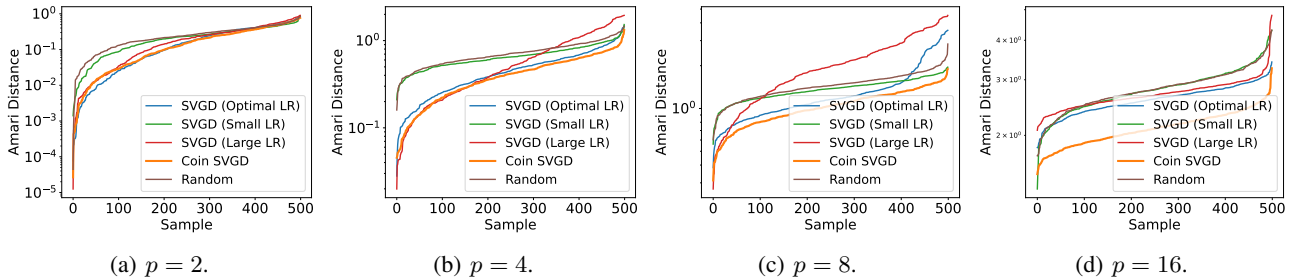 Amari Distance
10⁰
10⁻¹
10⁻²
10⁻³
10⁻⁴
10⁻⁵
SVGD (Optimal LR)
SVGD (Small LR)
SVGD (Large LR)
Coin SVGD
Random
0 100 200 300 400 500
Sample
(a) p = 2.
Amari Distance
10⁰
10⁻¹
SVGD (Optimal LR)
SVGD (Small LR)
SVGD (Large LR)
Coin SVGD
Random
0 100 200 300 400 500
Sample
(b) p = 4.
Amari Distance
10⁰
SVGD (Optimal LR)
SVGD (Small LR)
SVGD (Large LR)
Coin SVGD
Random
0 100 200 300 400 500
Sample
(c) p = 8.
Amari Distance
4 × 10⁰
3 × 10⁰
2 × 10⁰
SVGD (Optimal LR)
SVGD (Small LR)
SVGD (Large LR)
Coin SVGD
Random
0 100 200 300 400 500
Sample
(d) p = 16.